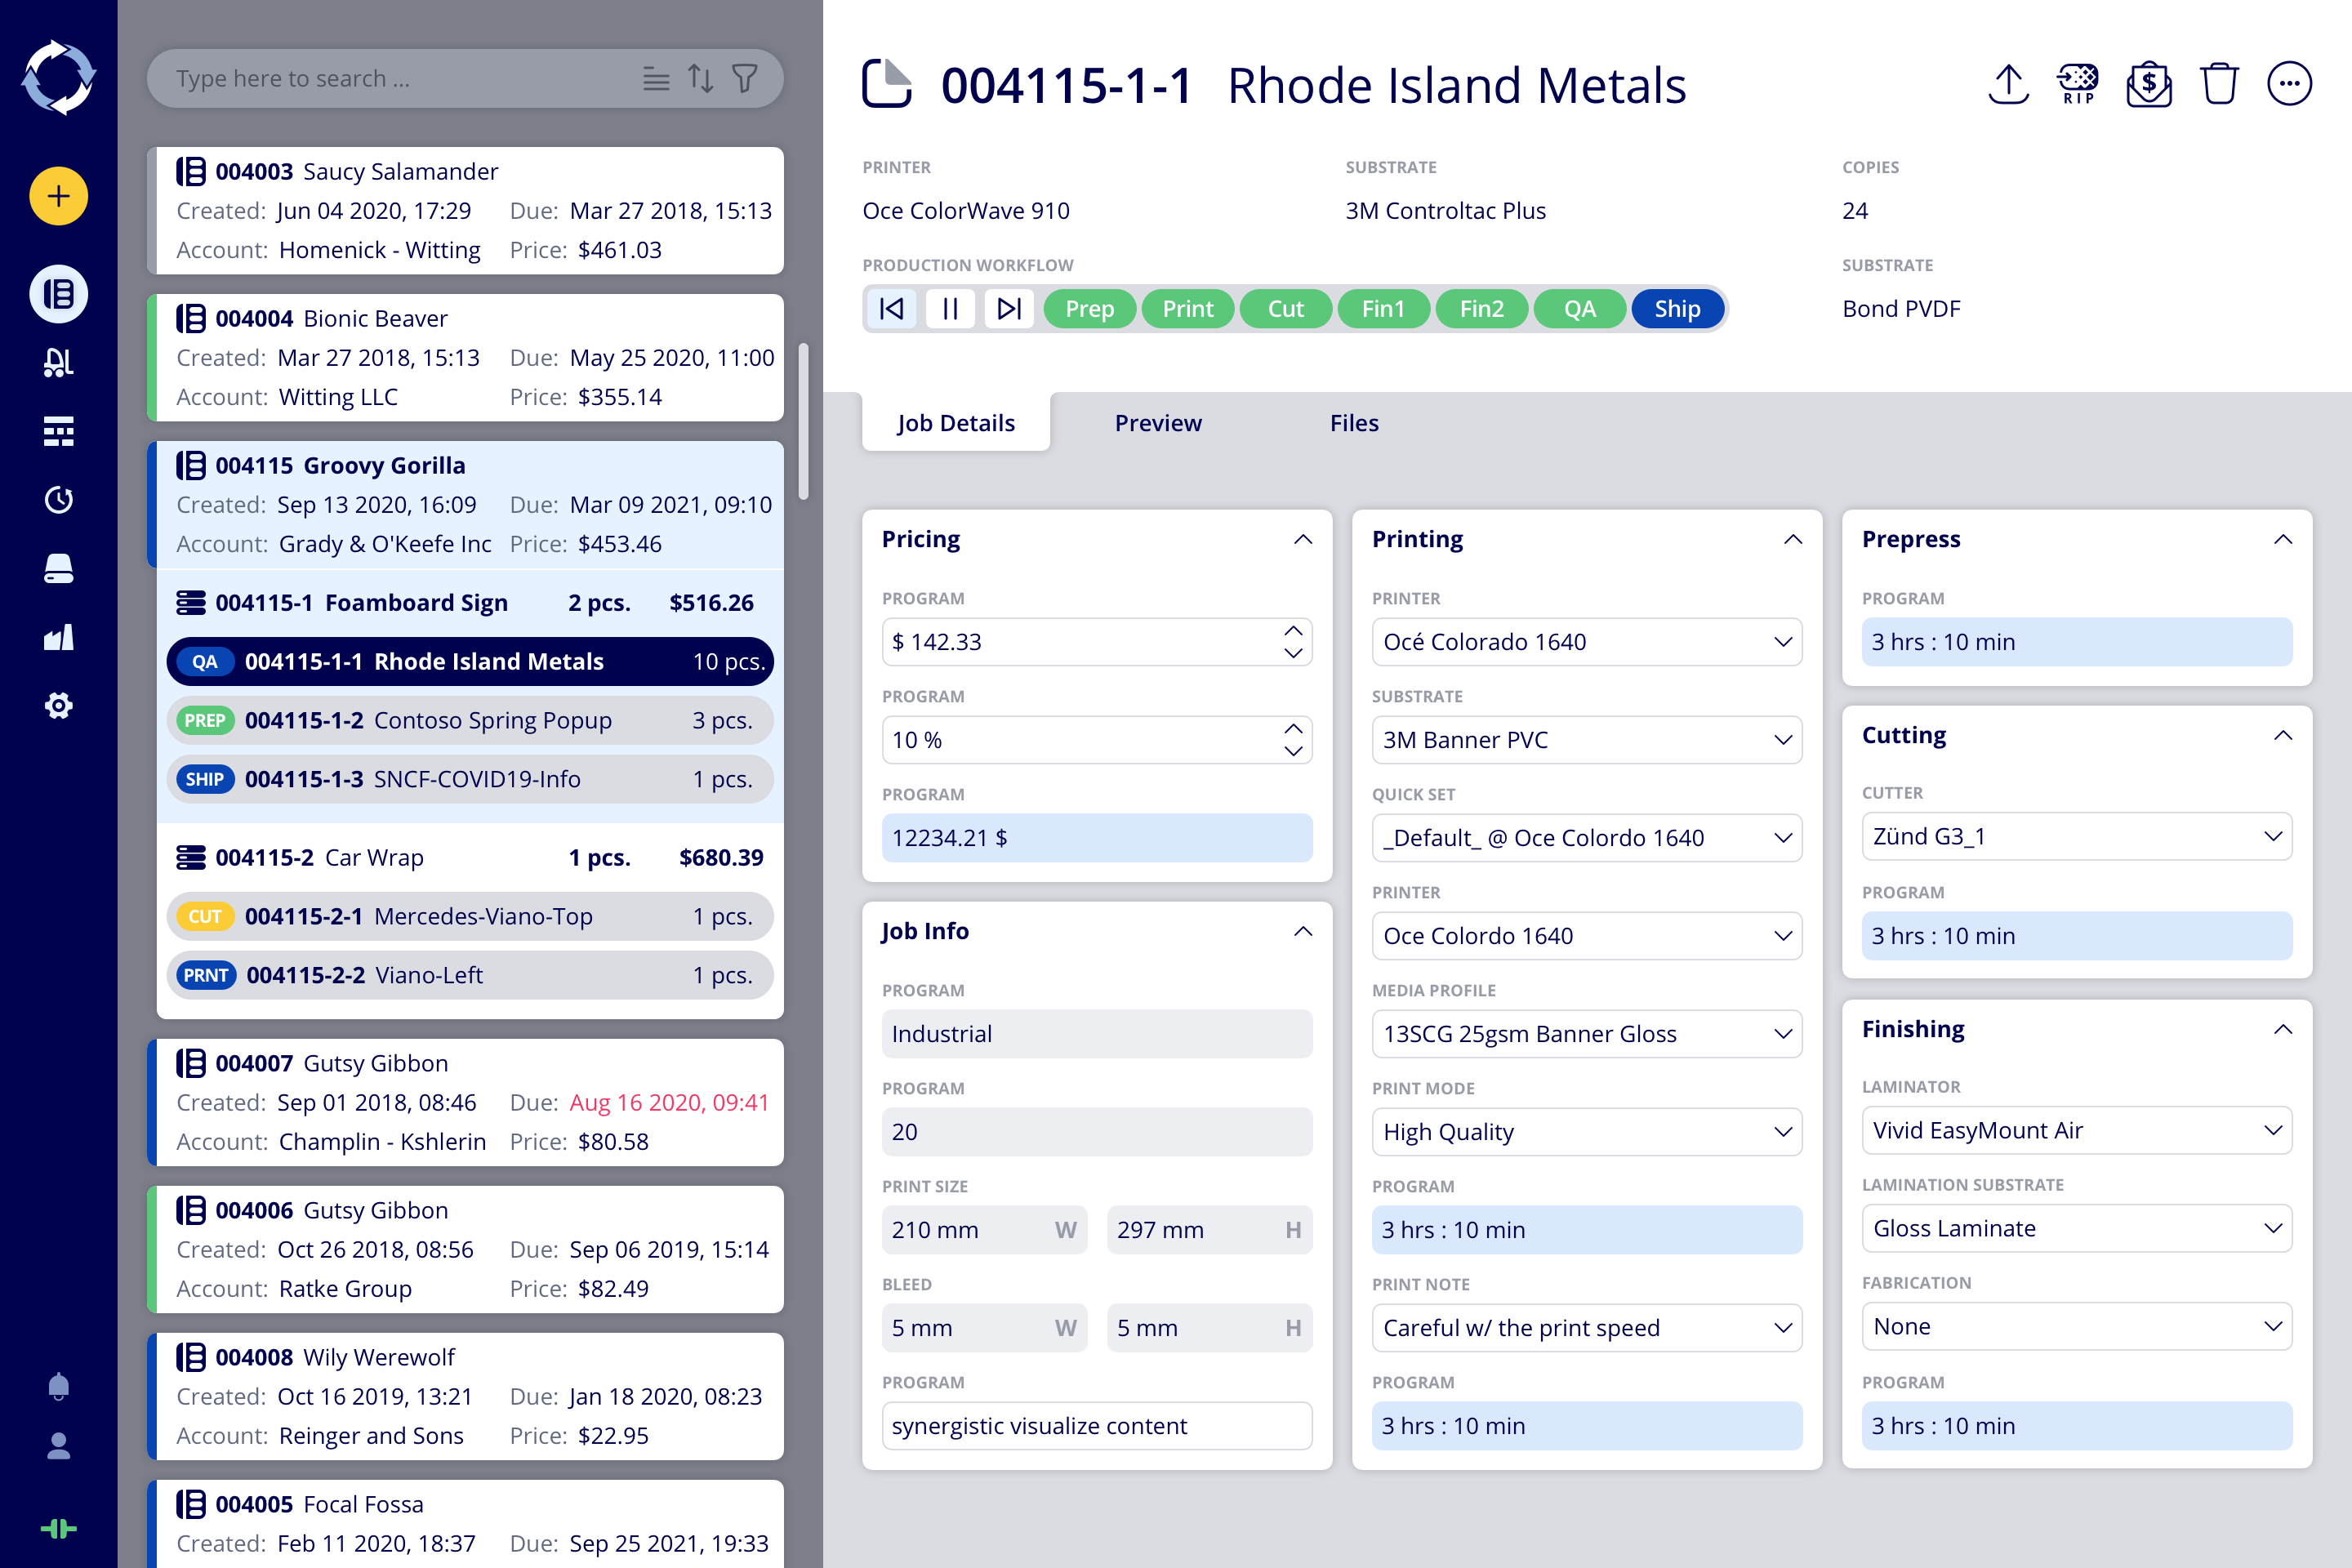 Type here to search ...
004003 Saucy Salamander
Created: Jun 04 2020, 17:29 Due: Mar 27 2018, 15:13
Account: Homenick - Witting Price: $461.03
004004 Bionic Beaver
Created: Mar 27 2018, 15:13 Due: May 25 2020, 11:00
Account: Witting LLC Price: $355.14
004115 Groovy Gorilla
Created: Sep 13 2020, 16:09 Due: Mar 09 2021, 09:10
Account: Grady & O'Keefe Inc Price: $453.46
004115-1 Foamboard Sign 2 pcs. $516.26
QA 004115-1-1 Rhode Island Metals 10 pcs.
PREP 004115-1-2 Contoso Spring Popup 3 pcs.
SHIP 004115-1-3 SNCF-COVID19-Info 1 pcs.
004115-2 Car Wrap 1 pcs. $680.39
CUT 004115-2-1 Mercedes-Viano-Top 1 pcs.
PRNT 004115-2-2 Viano-Left 1 pcs.
004007 Gutsy Gibbon
Created: Sep 01 2018, 08:46 Due: Aug 16 2020, 09:41
Account: Champlin - Kshlerin Price: $80.58
004006 Gutsy Gibbon
Created: Oct 26 2018, 08:56 Due: Sep 06 2019, 15:14
Account: Ratke Group Price: $82.49
004008 Wily Werewolf
Created: Oct 16 2019, 13:21 Due: Jan 18 2020, 08:23
Account: Reinger and Sons Price: $22.95
004005 Focal Fossa
Created: Feb 11 2020, 18:37 Due: Sep 25 2021, 19:33
004115-1-1 Rhode Island Metals
RIP
$
PRINTER
Oce ColorWave 910
SUBSTRATE
3M Controltac Plus
COPIES
24
PRODUCTION WORKFLOW
Prep Print Cut Fin1 Fin2 QA Ship
SUBSTRATE
Bond PVDF
Job Details Preview Files
Pricing
PROGRAM
$ 142.33
PROGRAM
10 %
PROGRAM
12234.21 $
Job Info
PROGRAM
Industrial
PROGRAM
20
PRINT SIZE
210 mm W 297 mm H
BLEED
5 mm W 5 mm H
PROGRAM
synergistic visualize content
Printing
PRINTER
Océ Colorado 1640
SUBSTRATE
3M Banner PVC
QUICK SET
_Default_ @ Oce Colordo 1640
PRINTER
Oce Colordo 1640
MEDIA PROFILE
13SCG 25gsm Banner Gloss
PRINT MODE
High Quality
PROGRAM
3 hrs : 10 min
PRINT NOTE
Careful w/ the print speed
PROGRAM
3 hrs : 10 min
Prepress
PROGRAM
3 hrs : 10 min
Cutting
CUTTER
Zünd G3_1
PROGRAM
3 hrs : 10 min
Finishing
LAMINATOR
Vivid EasyMount Air
LAMINATION SUBSTRATE
Gloss Laminate
FABRICATION
None
PROGRAM
3 hrs : 10 min